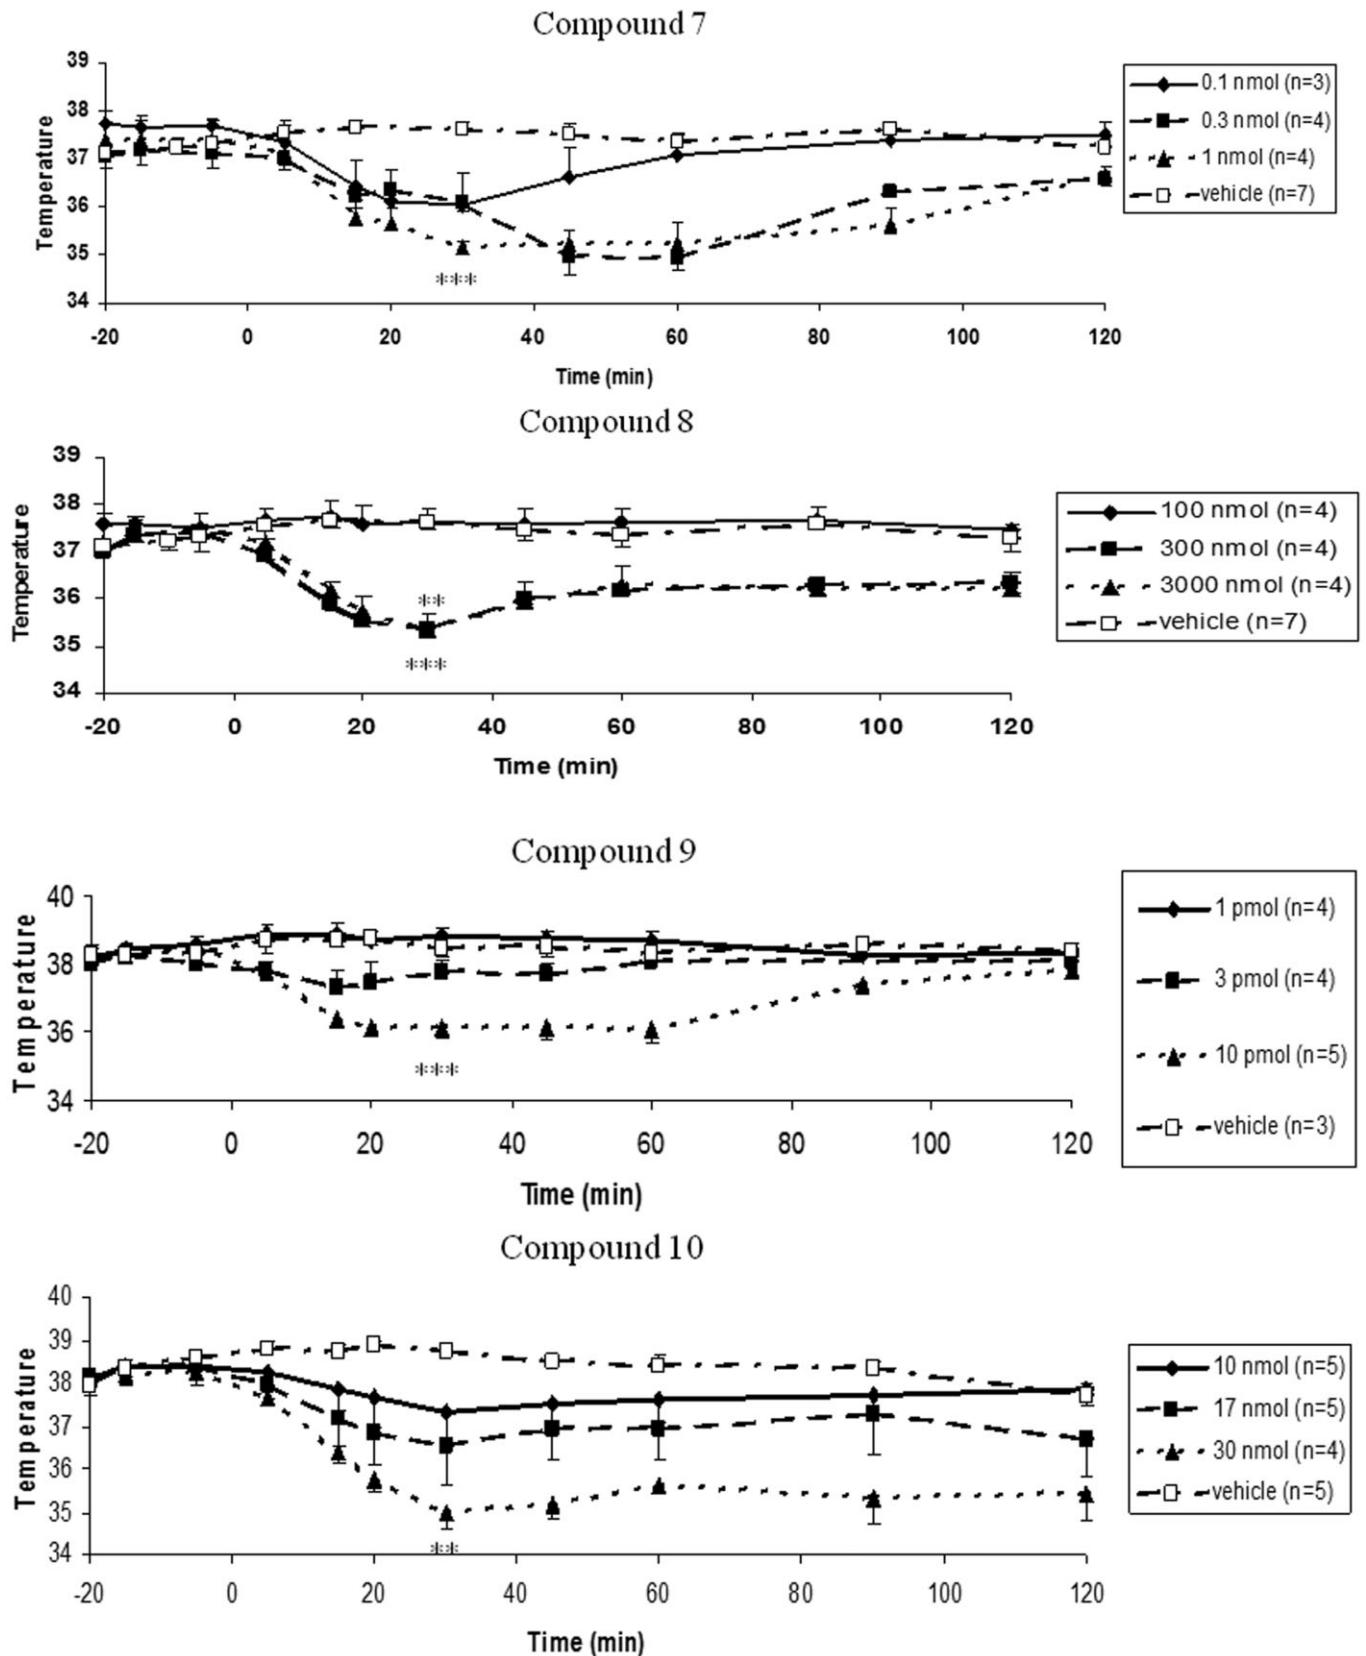 Compound 7
39
38
37
36
35
34
Temperature
-20 0 20 40 60 80 100 120
Time (min)
***
0.1 nmol (n=3)
0.3 nmol (n=4)
1 nmol (n=4)
vehicle (n=7)
Compound 8
39
38
37
36
35
34
Temperature
**
***
-20 0 20 40 60 80 100 120
Time (min)
100 nmol (n=4)
300 nmol (n=4)
3000 nmol (n=4)
vehicle (n=7)
Compound 9
40
38
36
34
Temperature
***
-20 0 20 40 60 80 100 120
Time (min)
1 pmol (n=4)
3 pmol (n=4)
10 pmol (n=5)
vehicle (n=3)
Compound 10
40
39
38
37
36
35
34
Temperature
**
-20 0 20 40 60 80 100 120
Time (min)
10 nmol (n=5)
17 nmol (n=5)
30 nmol (n=4)
vehicle (n=5)